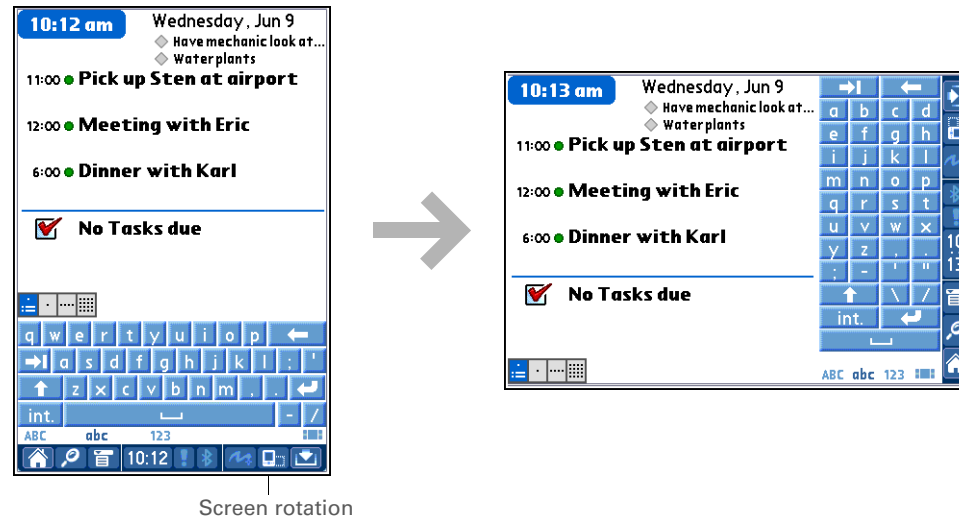 10:12 am Wednesday, Jun 9
Have mechanic look at...
Water plants
11:00 Pick up Sten at airport
12:00 Meeting with Eric
6:00 Dinner with Karl
No Tasks due
q w e r t y u i o p
a s d f g h j k l ; '
z x c v b n m , .
int. - /
ABC abc 123
10:12
Screen rotation
10:13 am Wednesday, Jun 9
Have mechanic look at...
Water plants
11:00 Pick up Sten at airport
12:00 Meeting with Eric
6:00 Dinner with Karl
No Tasks due
a b c d
e f g h
i j k l
m n o p
q r s t
u v w x
y z , .
; - ' "
\ /
int.
ABC abc 123